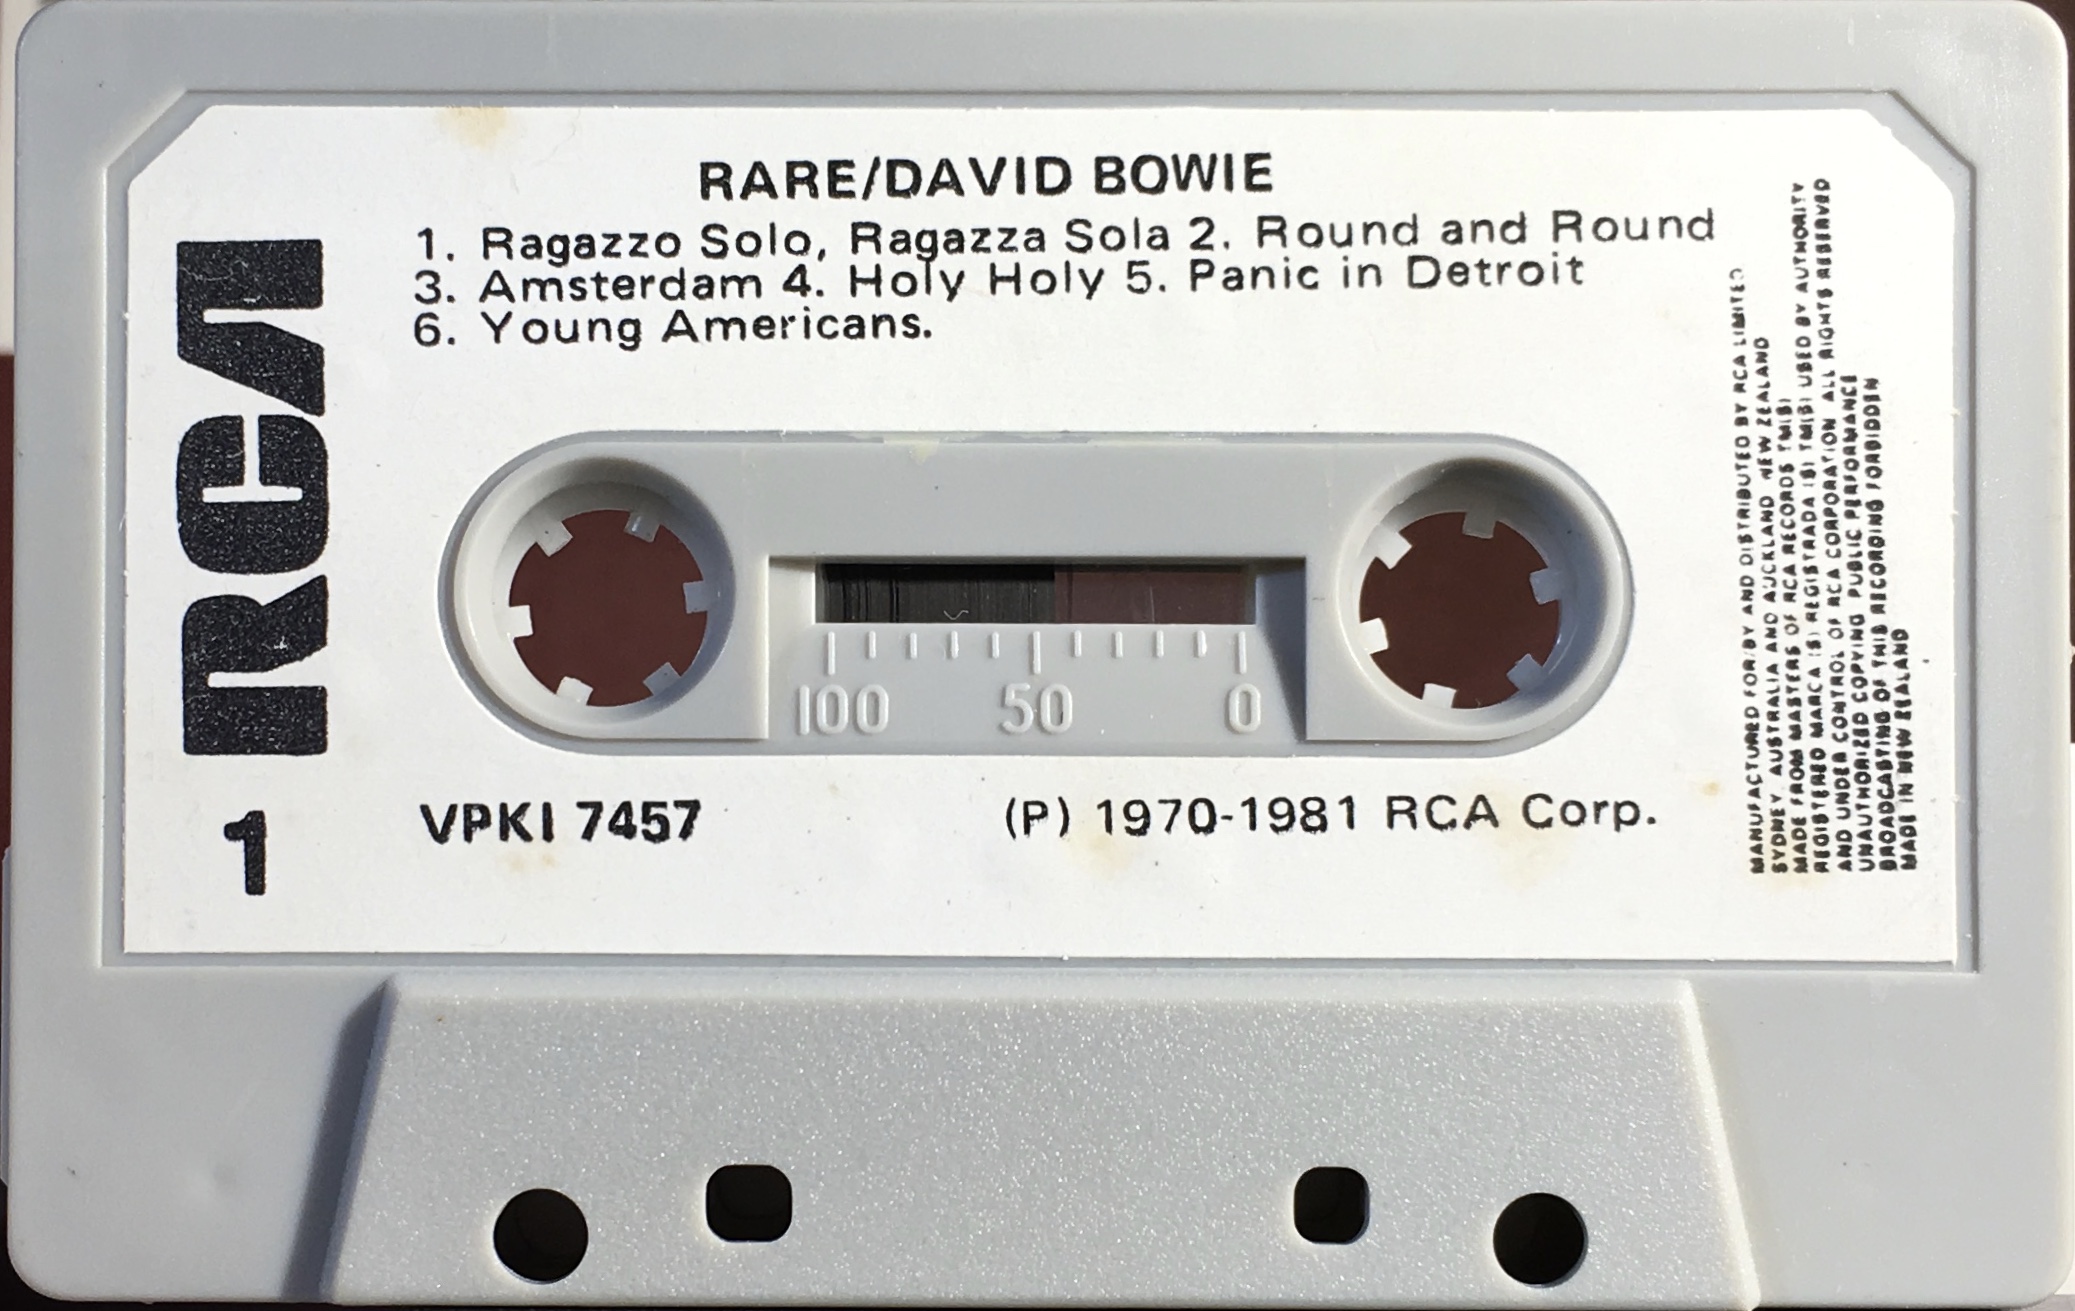 RARE/DAVID BOWIE
1. Ragazzo Solo, Ragazza Sola 2. Round and Round
3. Amsterdam 4. Holy Holy 5. Panic in Detroit
6. Young Americans.
RCA
1
100 50 0
VPKI 7457
(P) 1970-1981 RCA Corp.
MANUFACTURED FOR/BY AND DISTRIBUTED BY RCA LIMITED
SYDNEY AUSTRALIA AND AUCKLAND NEW ZEALAND
MADE FROM MASTERS OF RCA RECORDS TM(S)
REGISTERED MARCA (S) REGISTRADA (S) TM(S) USED BY AUTHORITY
AND UNDER CONTROL OF RCA CORPORATION ALL RIGHTS RESERVED
UNAUTHORIZED COPYING PUBLIC PERFORMANCE
BROADCASTING OF THIS RECORDING FORBIDDEN
MADE IN NEW ZEALAND